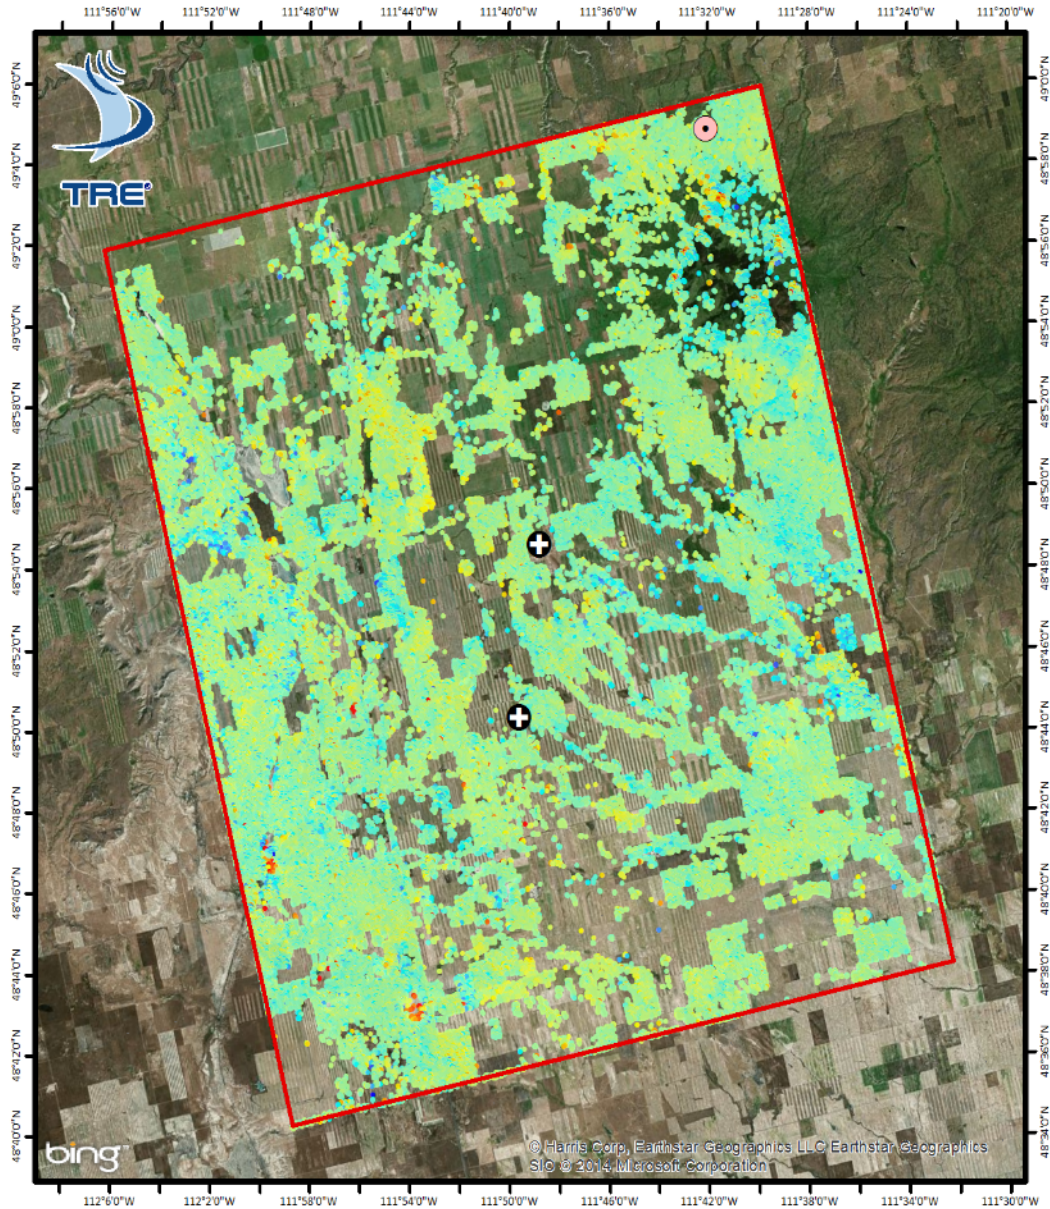 111°56'0"W 111°52'0"W 111°48'0"W 111°44'0"W 111°40'0"W 111°36'0"W 111°32'0"W 111°28'0"W 111°24'0"W 111°20'0"W
TRE
49°6'0"N
49°4'0"N
49°2'0"N
49°0'0"N
48°58'0"N
48°56'0"N
48°54'0"N
48°52'0"N
48°50'0"N
48°48'0"N
48°46'0"N
48°44'0"N
48°42'0"N
48°40'0"N
49°0'0"N
48°58'0"N
48°56'0"N
48°54'0"N
48°52'0"N
48°50'0"N
48°48'0"N
48°46'0"N
48°44'0"N
48°42'0"N
48°40'0"N
48°38'0"N
48°36'0"N
48°34'0"N
bing
© Harris Corp, Earthstar Geographics LLC Earthstar Geographics
SIO © 2014 Microsoft Corporation
112°6'0"W 112°2'0"W 111°58'0"W 111°54'0"W 111°50'0"W 111°46'0"W 111°42'0"W 111°38'0"W 111°34'0"W 111°30'0"W